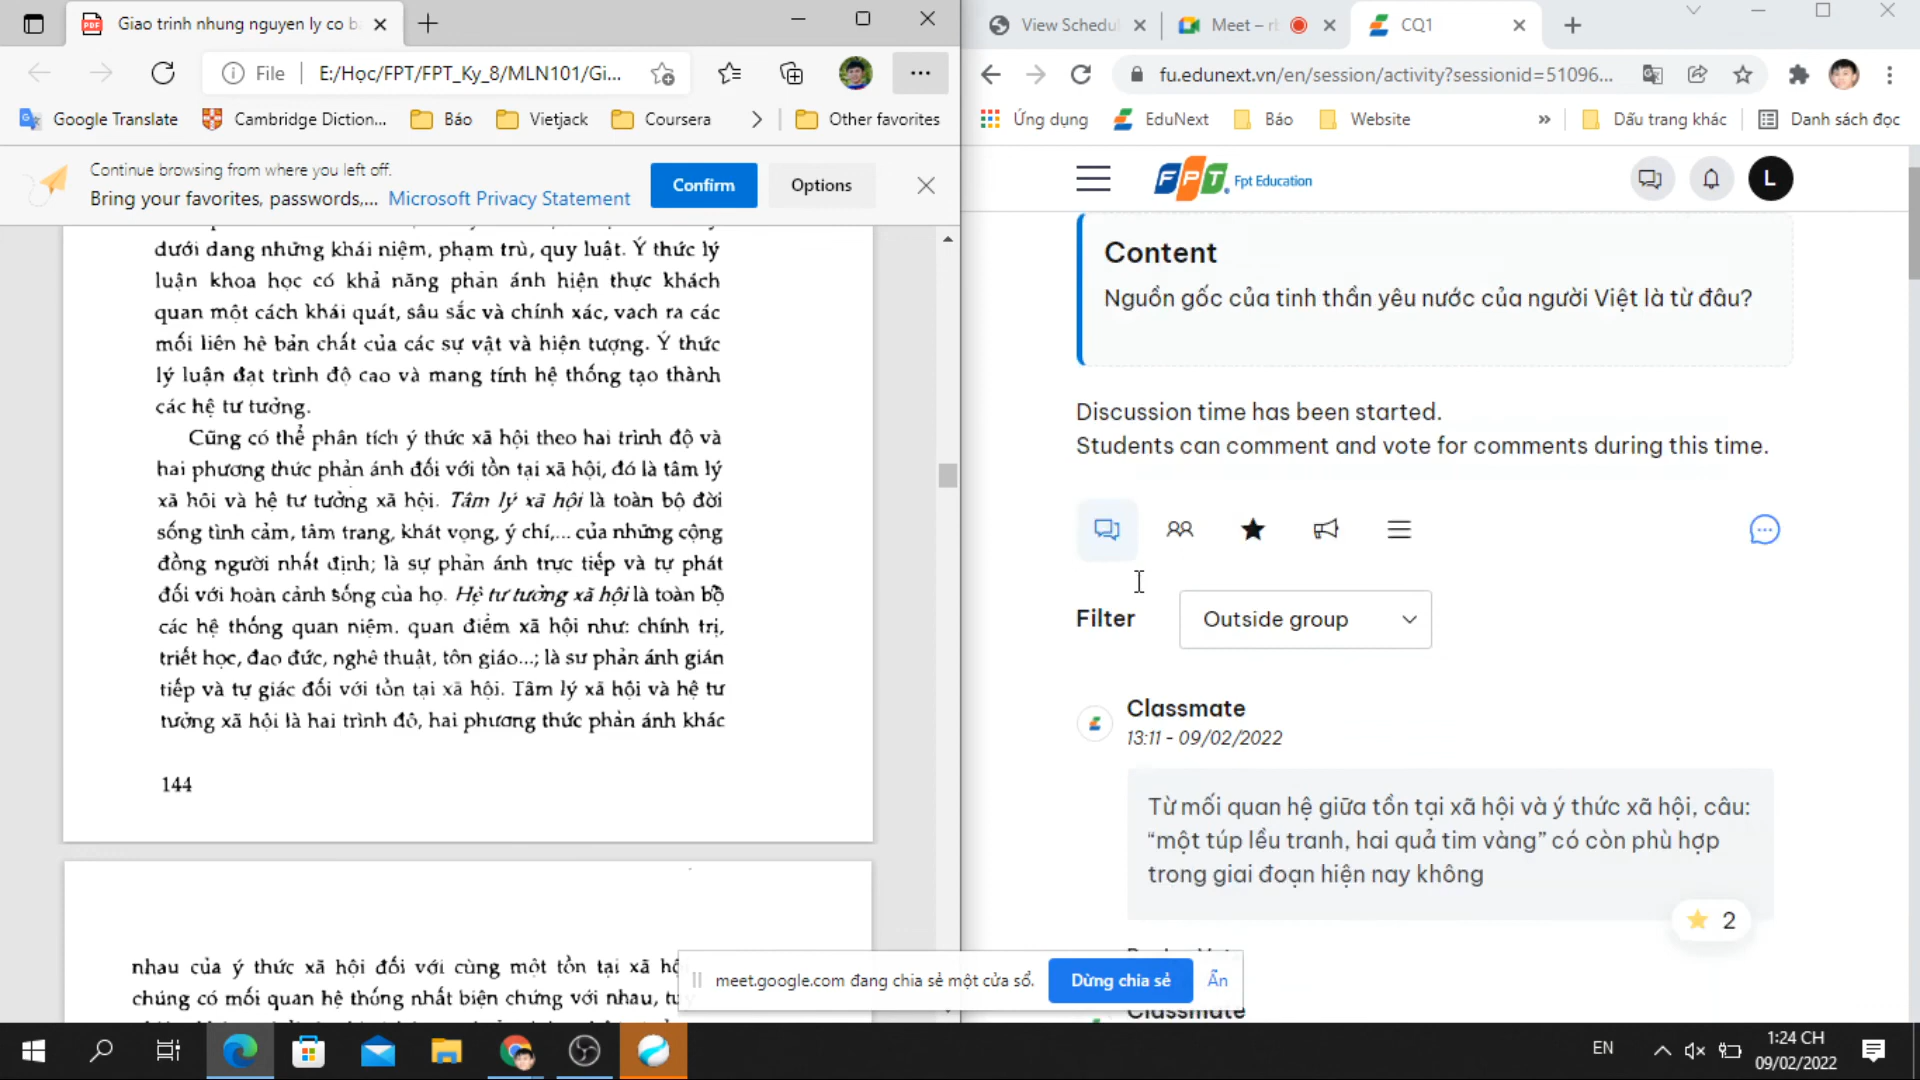 Giao trinh nhung nguyen ly co b
File
E:/Học/FPT/FPT_Ky_8/MLN101/Gi...
Google Translate
Cambridge Diction...
Báo
Vietjack
Coursera
Other favorites
Continue browsing from where you left off.
Bring your favorites, passwords,... Microsoft Privacy Statement
Confirm
Options
dưới dang những khái niệm, phạm trù, quy luật. Ý thức lý
luận khoa học có khả năng phản ánh hiện thực khách
quan một cách khái quát, sâu sắc và chính xác, vach ra các
mối liên hê bản chất của các sự vật và hiện tượng. Ý thức
lý luận đạt trình độ cao và mang tính hệ thống tạo thành
các hệ tư tưởng.
Cũng có thể phân tích ý thức xã hội theo hai trình độ và
hai phương thức phản ánh đối với tồn tại xã hội, đó là tâm lý
xã hôi và hệ tư tưởng xã hội. Tâm lý xã hội là toàn bộ đời
sống tình cảm, tâm trang, khát vọng, ý chí,... của những cộng
đồng người nhất định; là sự phản ánh trực tiếp và tự phát
đối với hoàn cảnh sống của họ. Hệ tư tưởng xã hội là toàn bộ
các hệ thống quan niệm. quan điểm xã hội như: chính trị,
triết học, đao đức, nghê thuật, tôn giáo...; là sư phản ánh gián
tiếp và tự giác đối với tồn tại xã hội. Tâm lý xã hội và hệ tư
tưởng xã hội là hai trình đô, hai phương thức phản ánh khác
144
nhau của ý thức xã hội đối với cùng một tồn tại xã hộ
chúng có mối quan hệ thống nhất biện chứng với nhau, tuy
View Schedul
Meet – r
CQ1
fu.edunext.vn/en/session/activity?sessionid=51096...
Ứng dụng
EduNext
Báo
Website
»
Dấu trang khác
Danh sách đọc
FPT Fpt Education
L
Content
Nguồn gốc của tinh thần yêu nước của người Việt là từ đâu?
Discussion time has been started.
Students can comment and vote for comments during this time.
Filter
Outside group
Classmate
13:11 - 09/02/2022
Từ mối quan hệ giữa tồn tại xã hội và ý thức xã hội, câu:
“một túp lều tranh, hai quả tim vàng” có còn phù hợp
trong giai đoạn hiện nay không
2
Classmate
meet.google.com đang chia sẻ một cửa sổ.
Dừng chia sẻ
Ẩn
EN
1:24 CH
09/02/2022